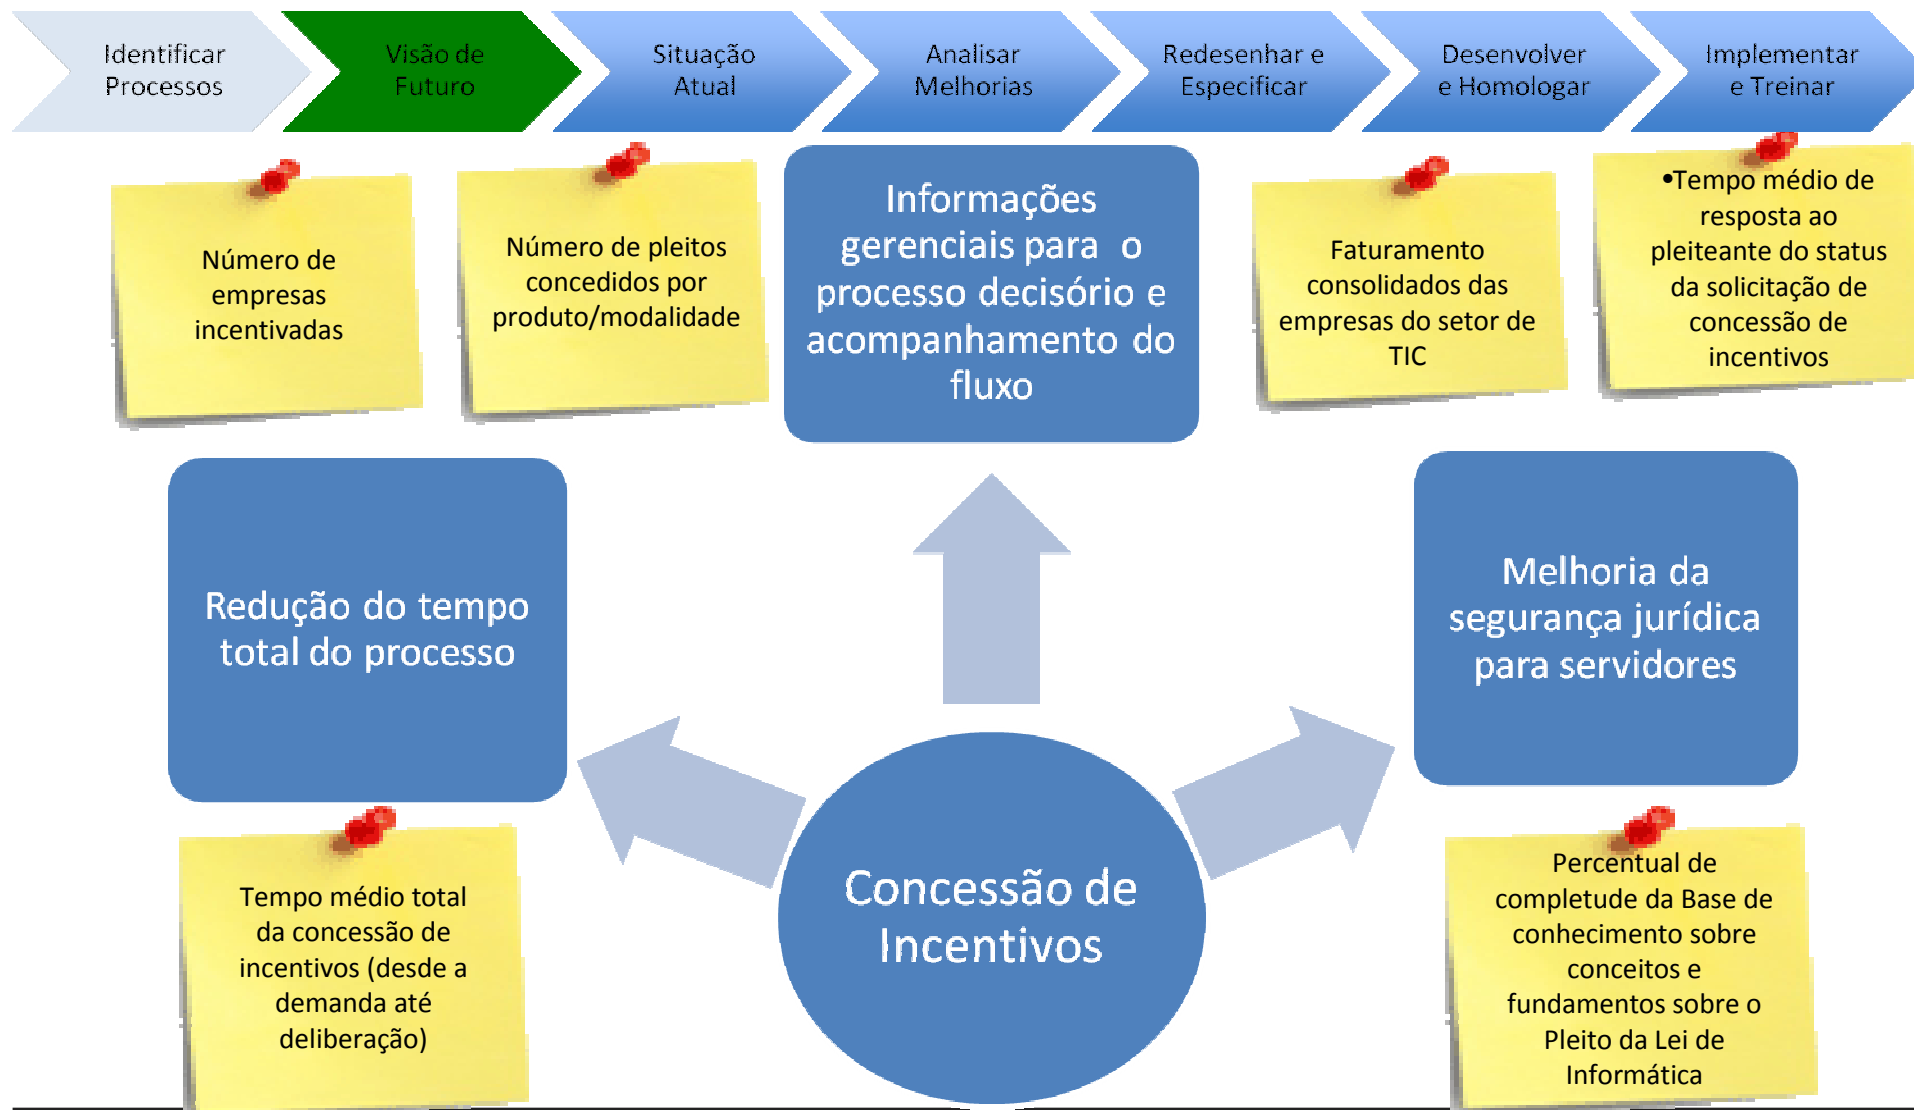 Identificar
Processos
Visão de
Futuro
Situação
Atual
Analisar
Melhorias
Redesenhar e
Especificar
Desenvolver
e Homologar
Implementar
e Treinar
Número de
empresas
incentivadas
Número de pleitos
concedidos por
produto/modalidade
Informações
gerenciais para o
processo decisório e
acompanhamento do
fluxo
Faturamento
consolidados das
empresas do setor de
TIC
•Tempo médio de
resposta ao
pleiteante do status
da solicitação de
concessão de
incentivos
Redução do tempo
total do processo
Melhoria da
segurança jurídica
para servidores
Tempo médio total
da concessão de
incentivos (desde a
demanda até
deliberação)
Concessão de
Incentivos
Percentual de
completude da Base de
conhecimento sobre
conceitos e
fundamentos sobre o
Pleito da Lei de
Informática